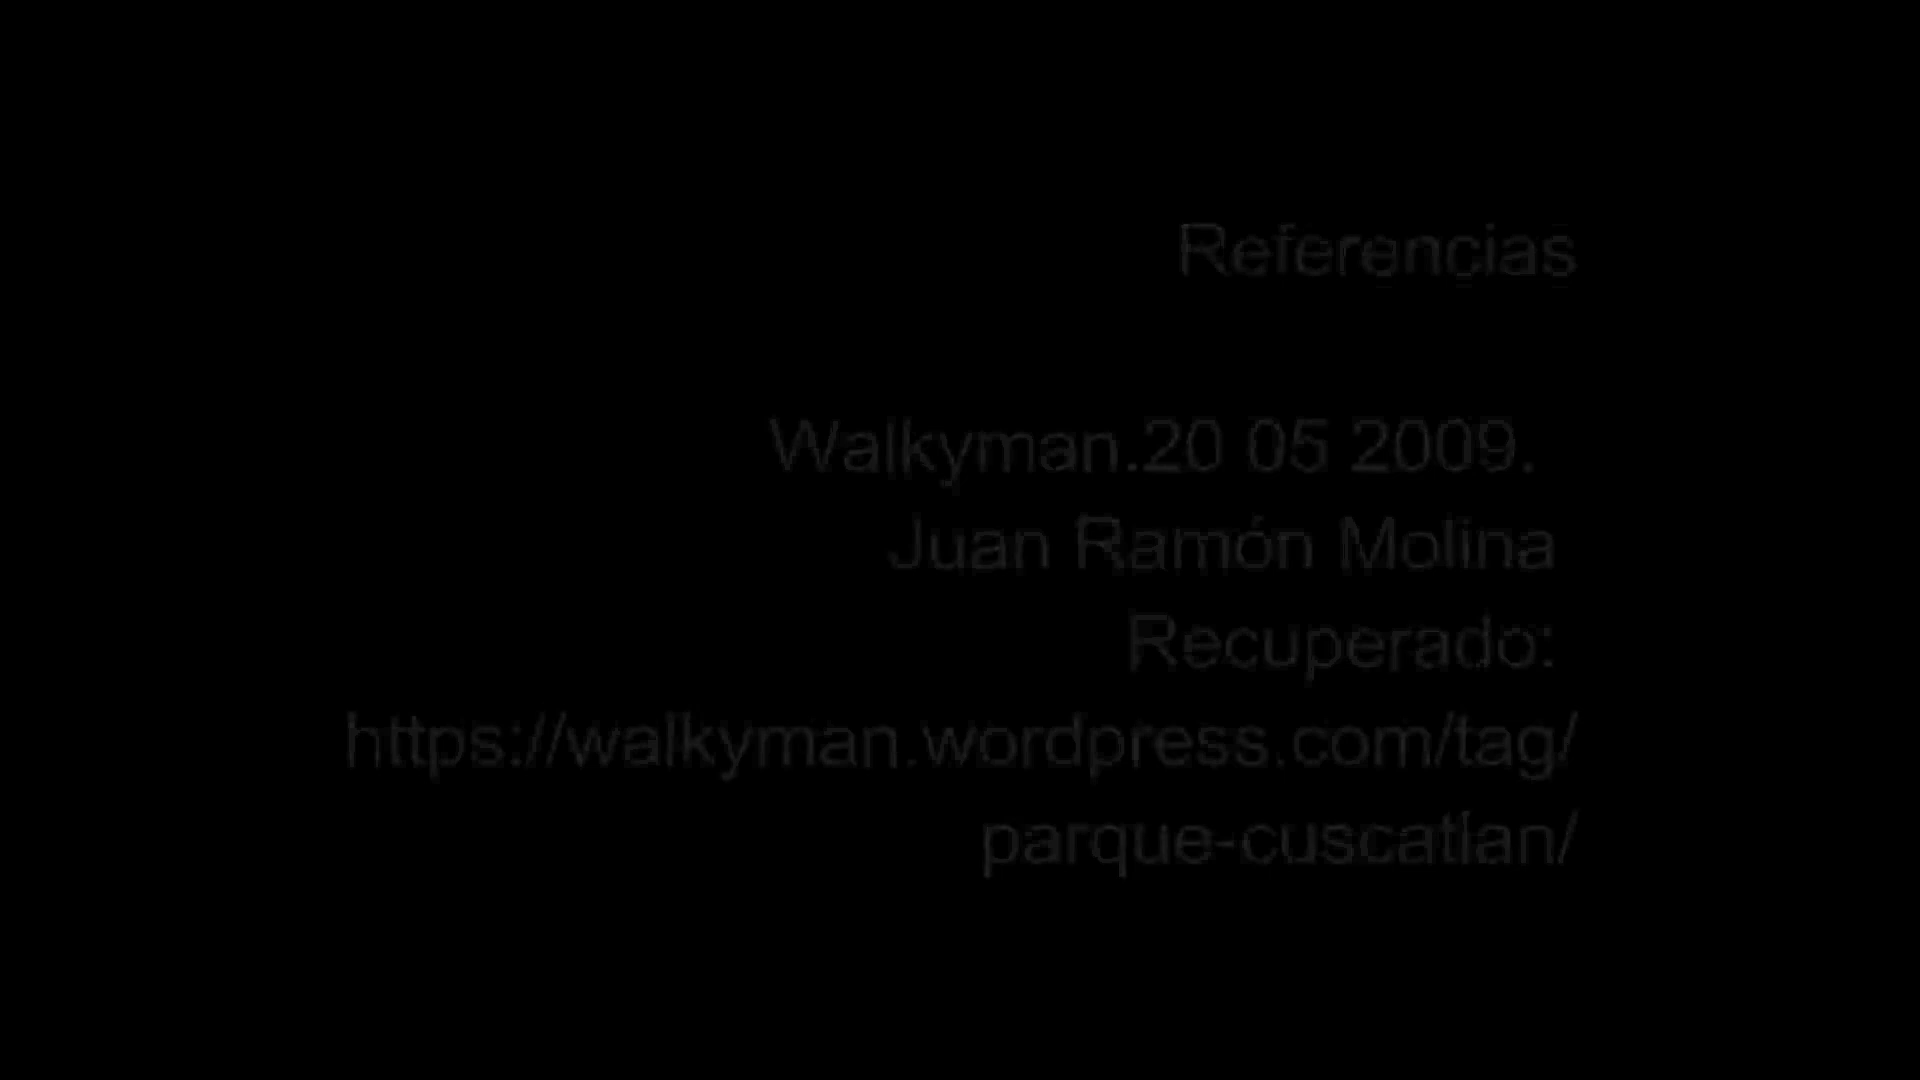 Referencias
Walkyman.20 05 2009.
Juan Ramón Molina
Recuperado:
https://walkyman.wordpress.com/tag/
parque-cuscatlan/